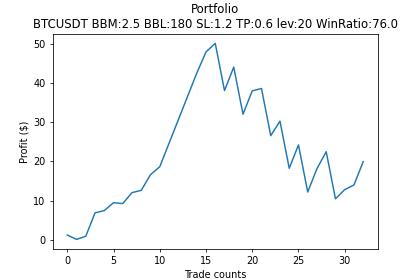 Portfolio
BTCUSDT BBM:2.5 BBL:180 SL:1.2 TP:0.6 lev:20 WinRatio:76.0
50
40
30
20
10
0
Profit ($)
0 5 10 15 20 25 30
Trade counts